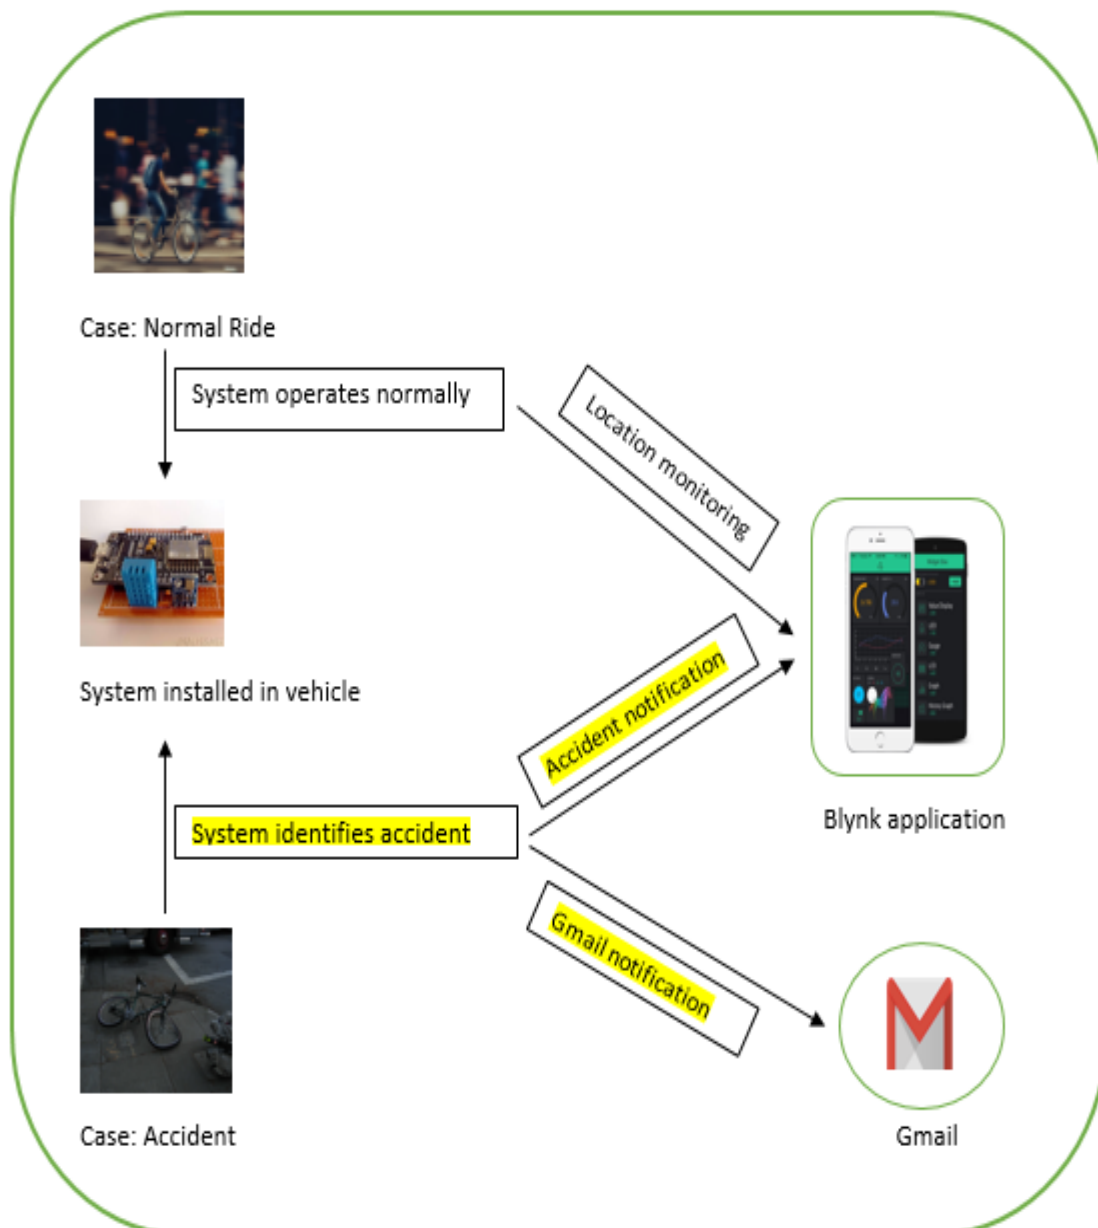 Case: Normal Ride
System operates normally
Location monitoring
System installed in vehicle
Accident notification
Blynk application
System identifies accident
Gmail notification
Case: Accident
Gmail